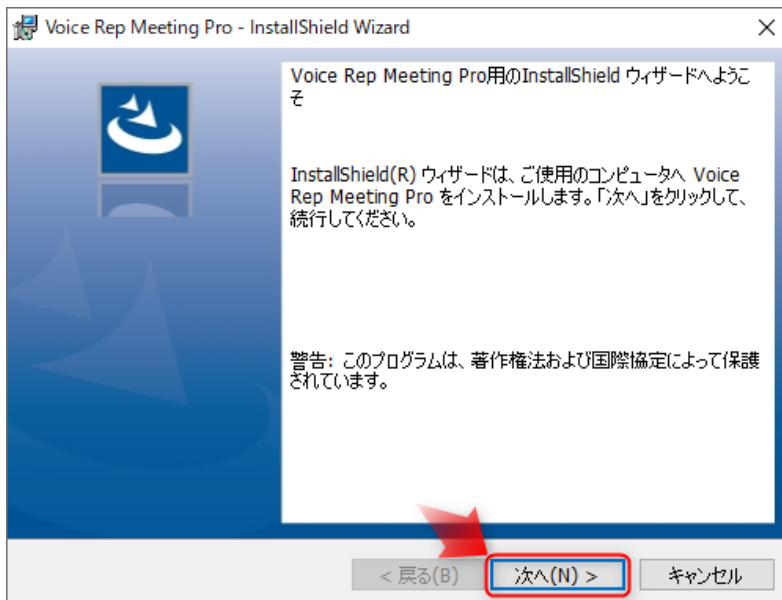 Voice Rep Meeting Pro - InstallShield Wizard
Voice Rep Meeting Pro用のInstallShield ウィザードへようこ
そ
InstallShield(R) ウィザードは、ご使用のコンピュータへ Voice
Rep Meeting Pro をインストールします。「次へ」をクリックして、
続行してください。
警告: このプログラムは、著作権法および国際協定によって保護
されています。
< 戻る(B)
次へ(N) >
キャンセル